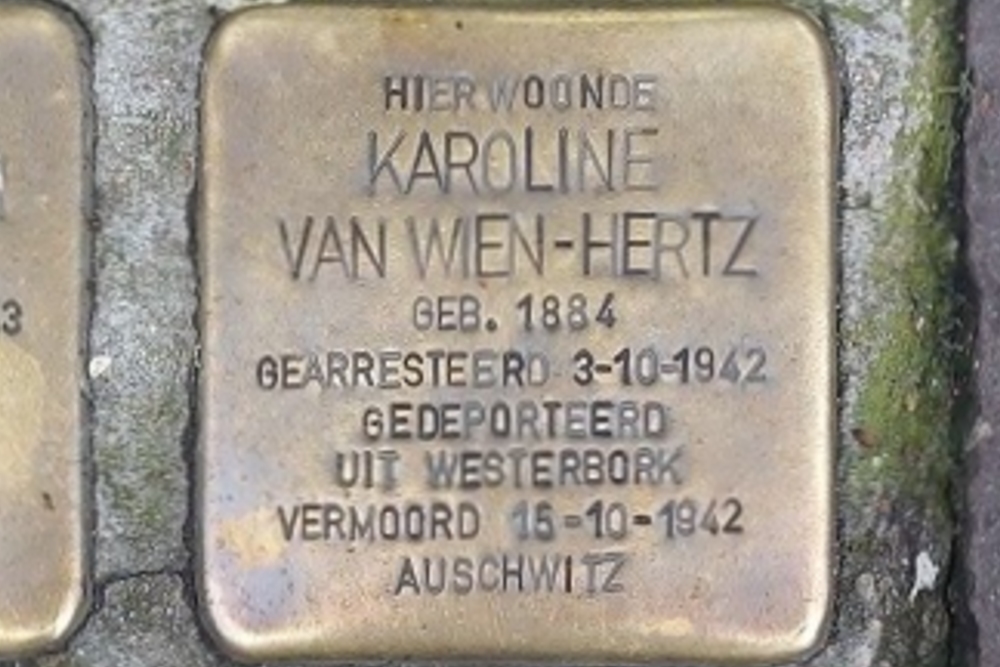 HIER WOONDE
KAROLINE
VAN WIEN-HERTZ
GEB. 1884
GEARRESTEERD 3-10-1942
GEDEPORTEERD
UIT WESTERBORK
VERMOORD 15-10-1942
AUSCHWITZ
3